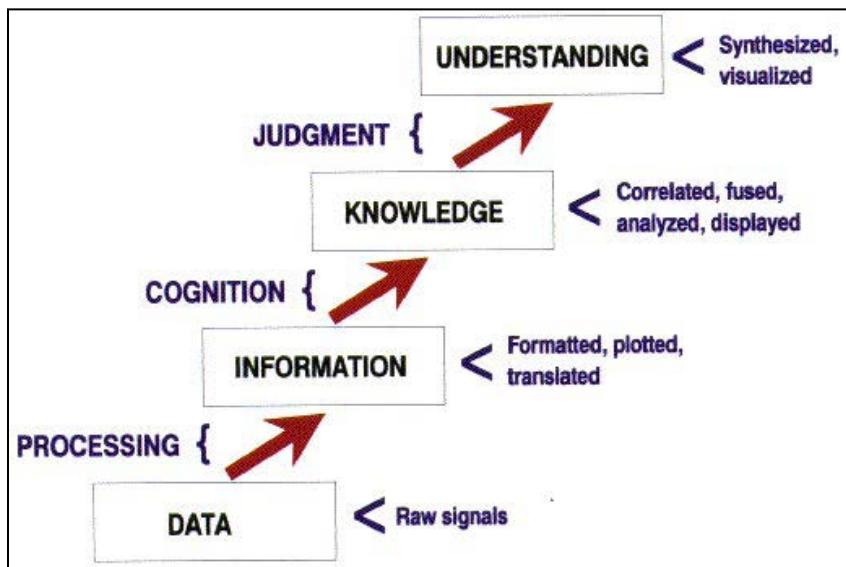 UNDERSTANDING
< Synthesized,
visualized
JUDGMENT {
KNOWLEDGE
< Correlated, fused,
analyzed, displayed
COGNITION {
INFORMATION
< Formatted, plotted,
translated
PROCESSING {
DATA
< Raw signals